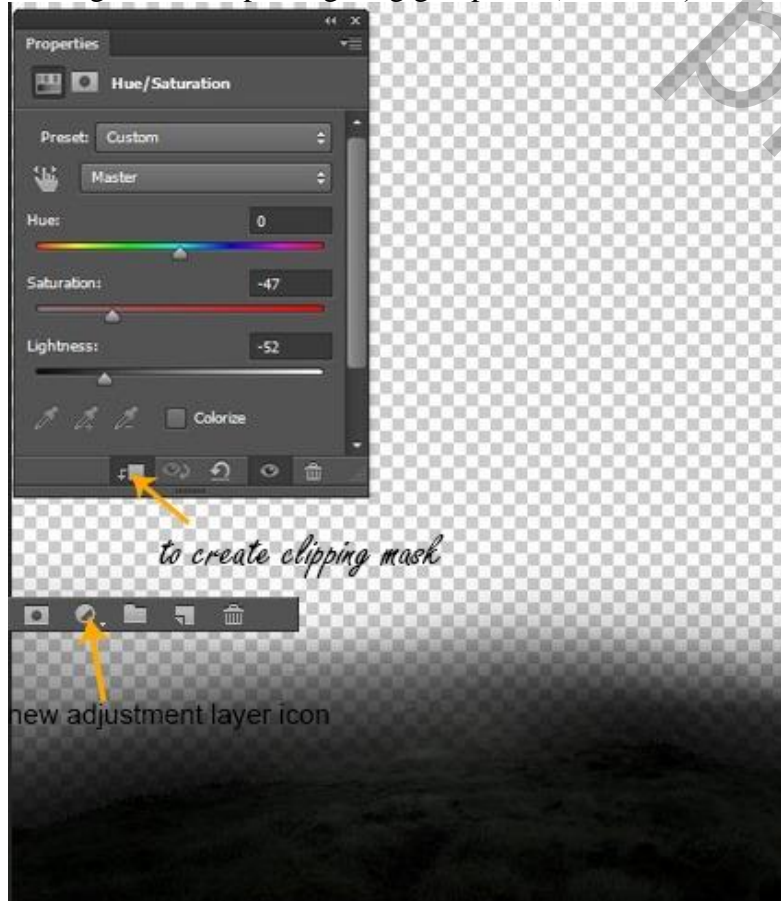 Properties
Hue/Saturation
Preset: Custom
Master
Hue: 0
Saturation: -47
Lightness: -52
Colorize
to create clipping mask
new adjustment layer icon